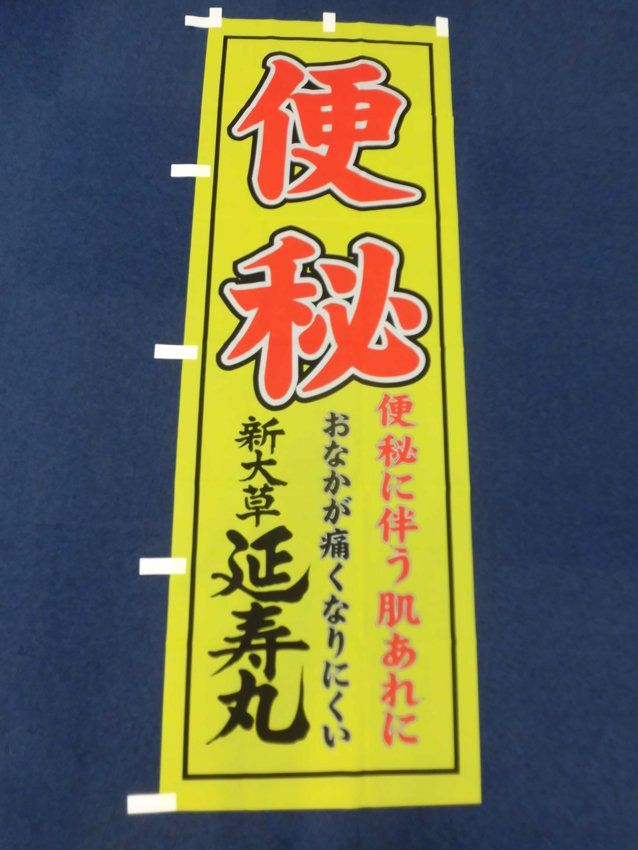 便秘
便秘に伴う肌あれに
おなかが痛くなりにくい
新大草
延寿丸